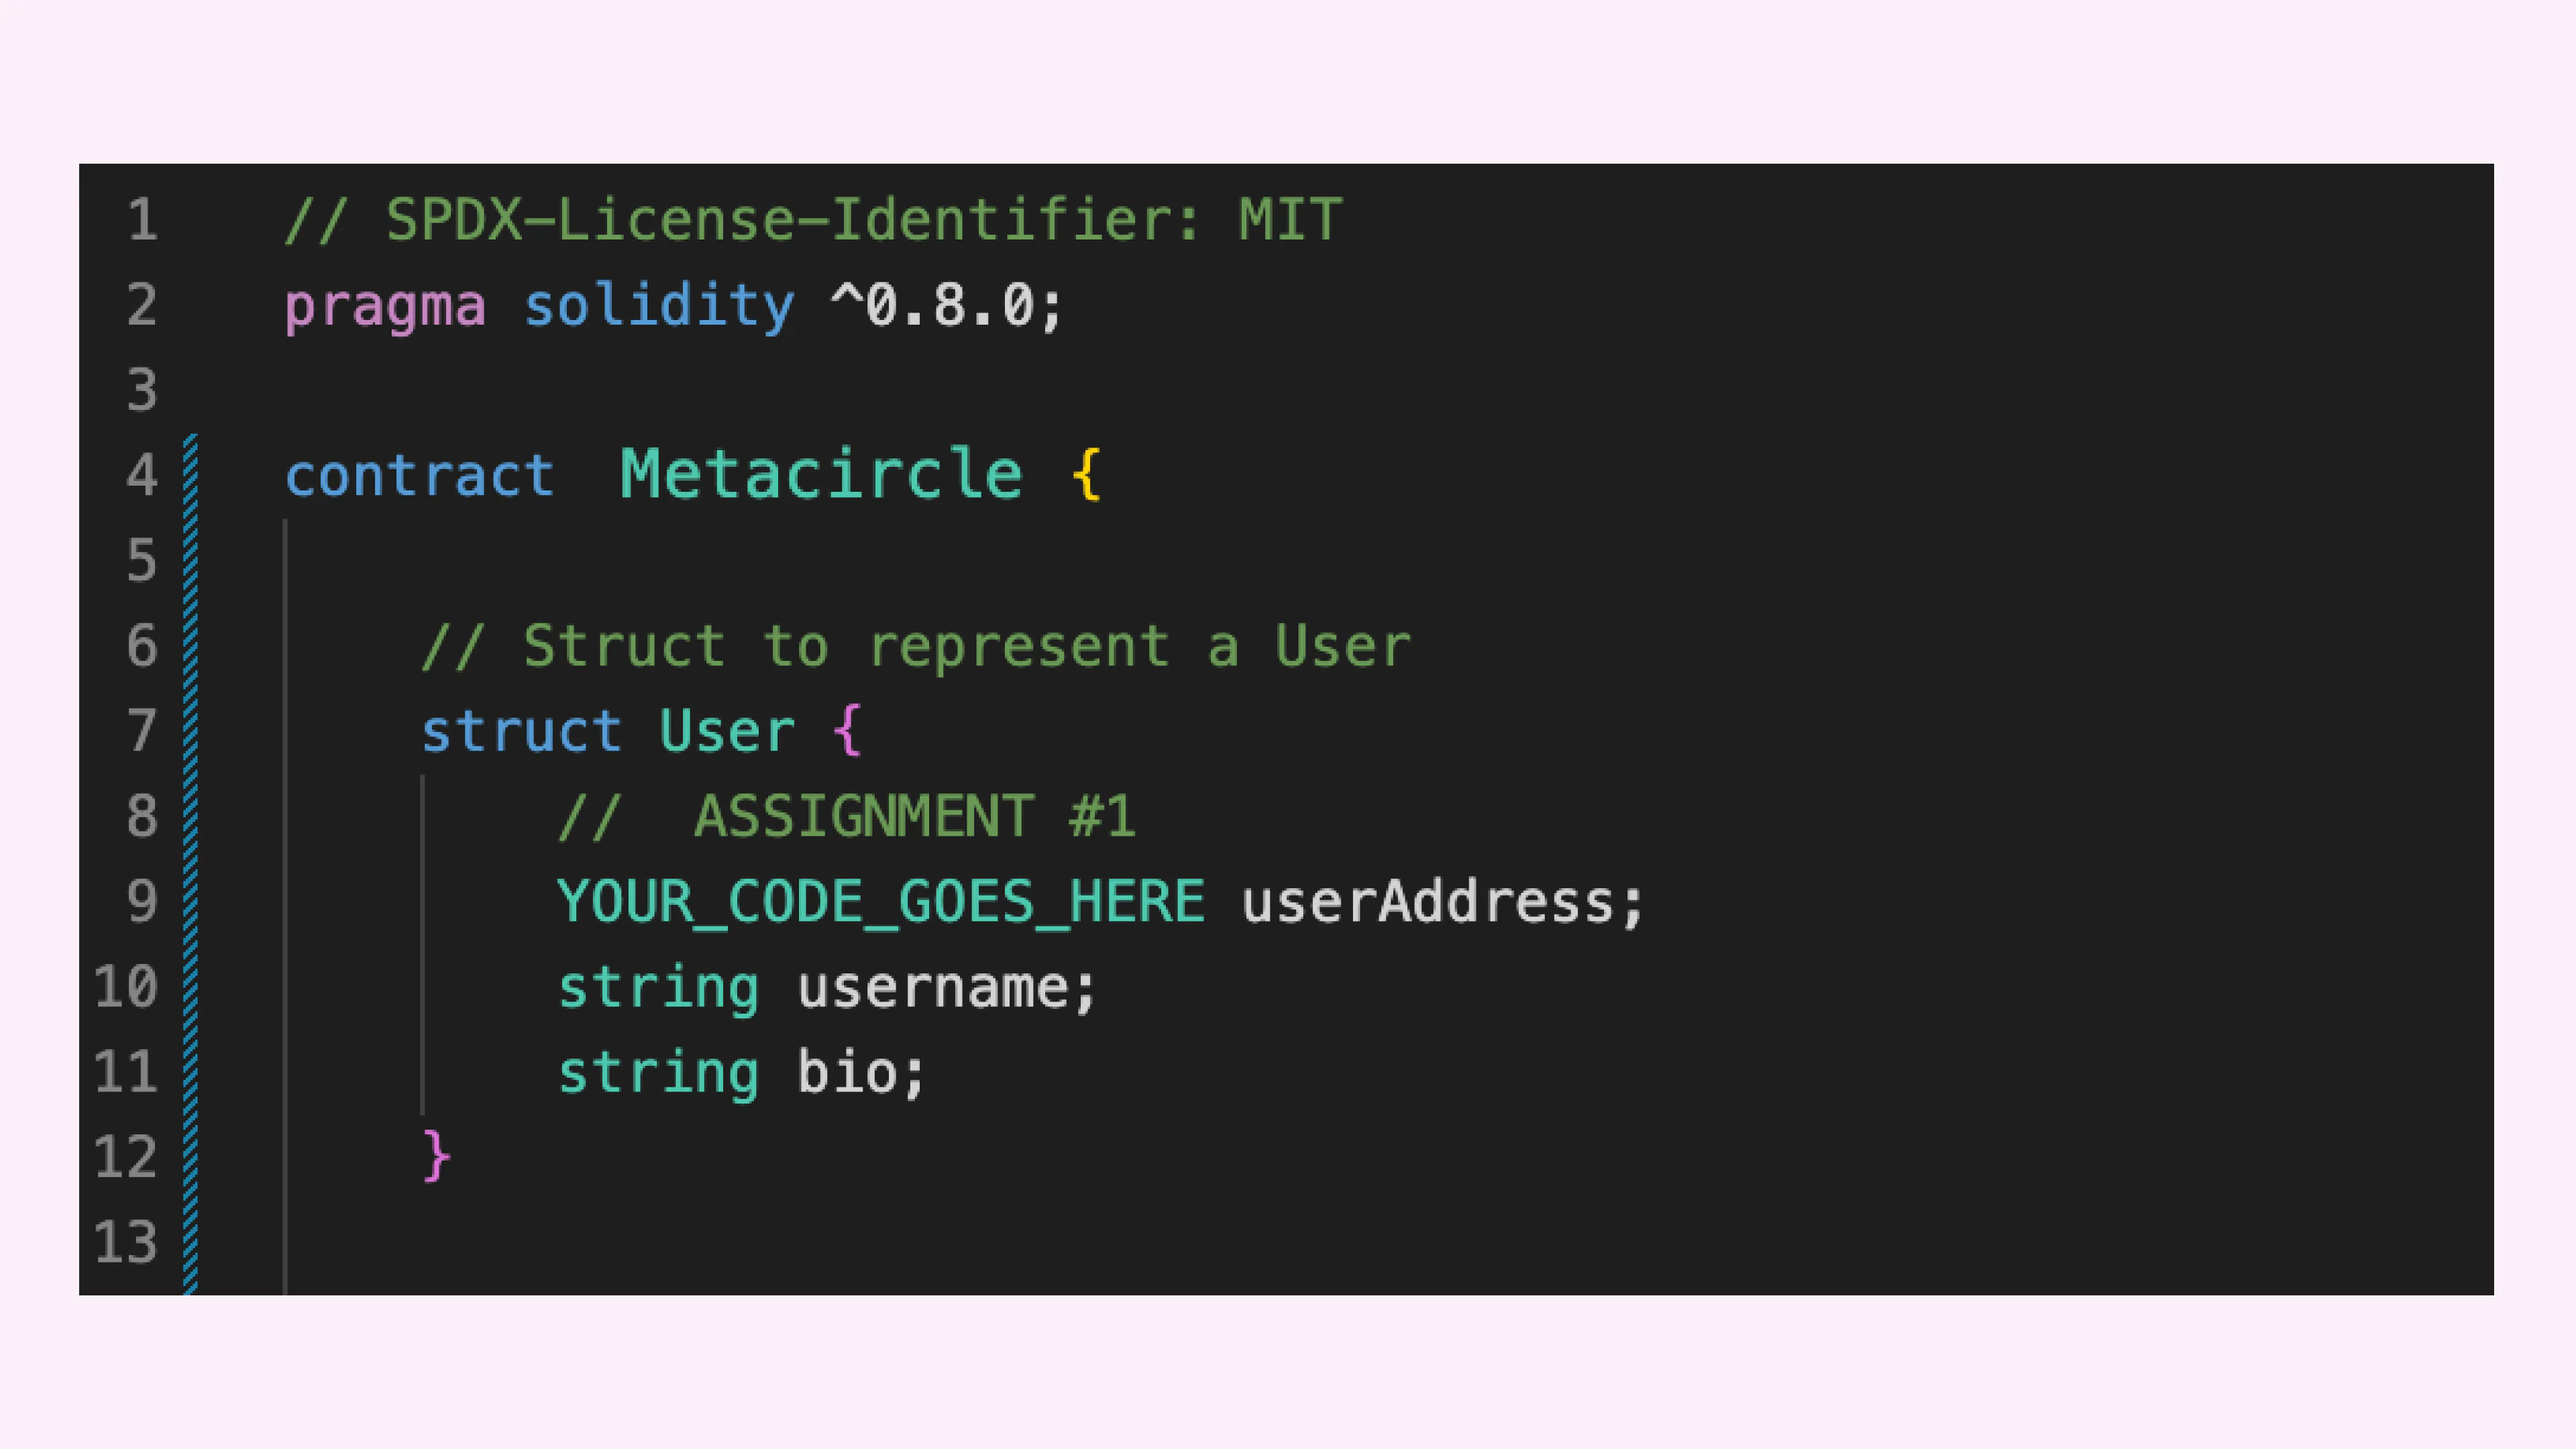 1 // SPDX-License-Identifier: MIT
2 pragma solidity ^0.8.0;
3
4 contract Metacircle {
5
6 // Struct to represent a User
7 struct User {
8 // ASSIGNMENT #1
9 YOUR_CODE_GOES_HERE userAddress;
10 string username;
11 string bio;
12 }
13